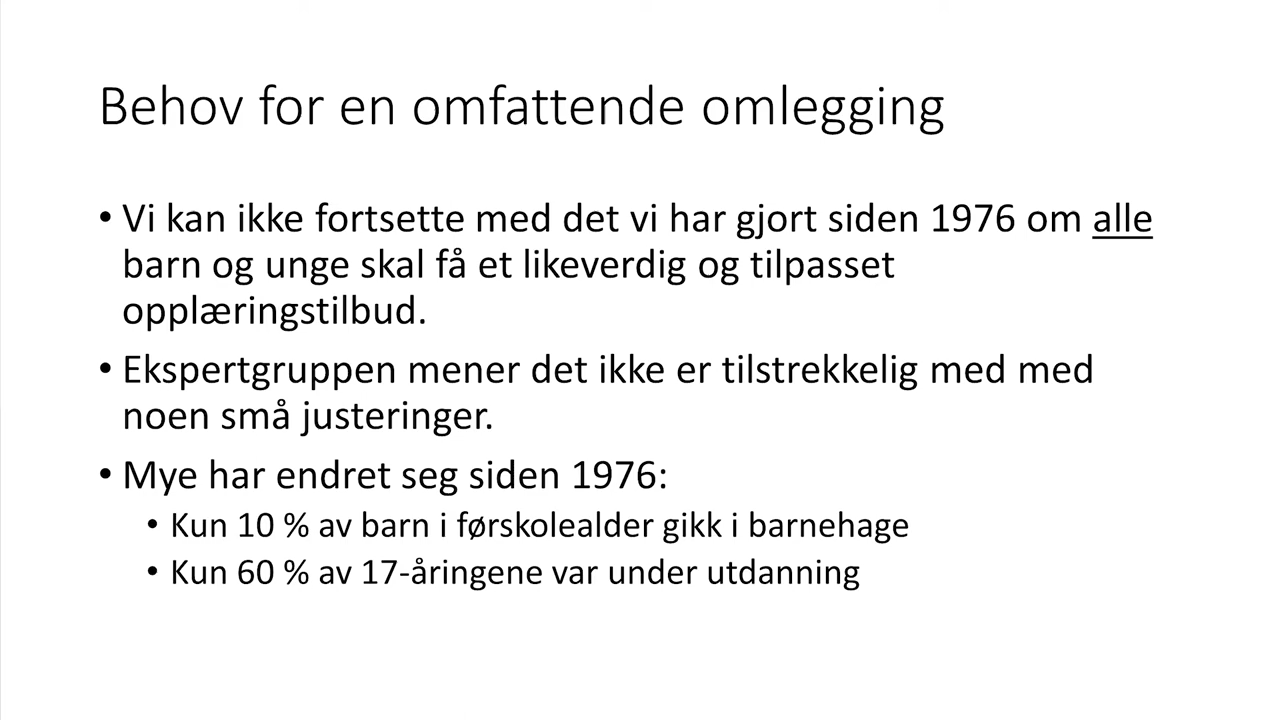 Behov for en omfattende omlegging
• Vi kan ikke fortsette med det vi har gjort siden 1976 om alle
barn og unge skal få et likeverdig og tilpasset
opplæringstilbud.
• Ekspertgruppen mener det ikke er tilstrekkelig med med
noen små justeringer.
• Mye har endret seg siden 1976:
• Kun 10 % av barn i førskolealder gikk i barnehage
• Kun 60 % av 17-åringene var under utdanning